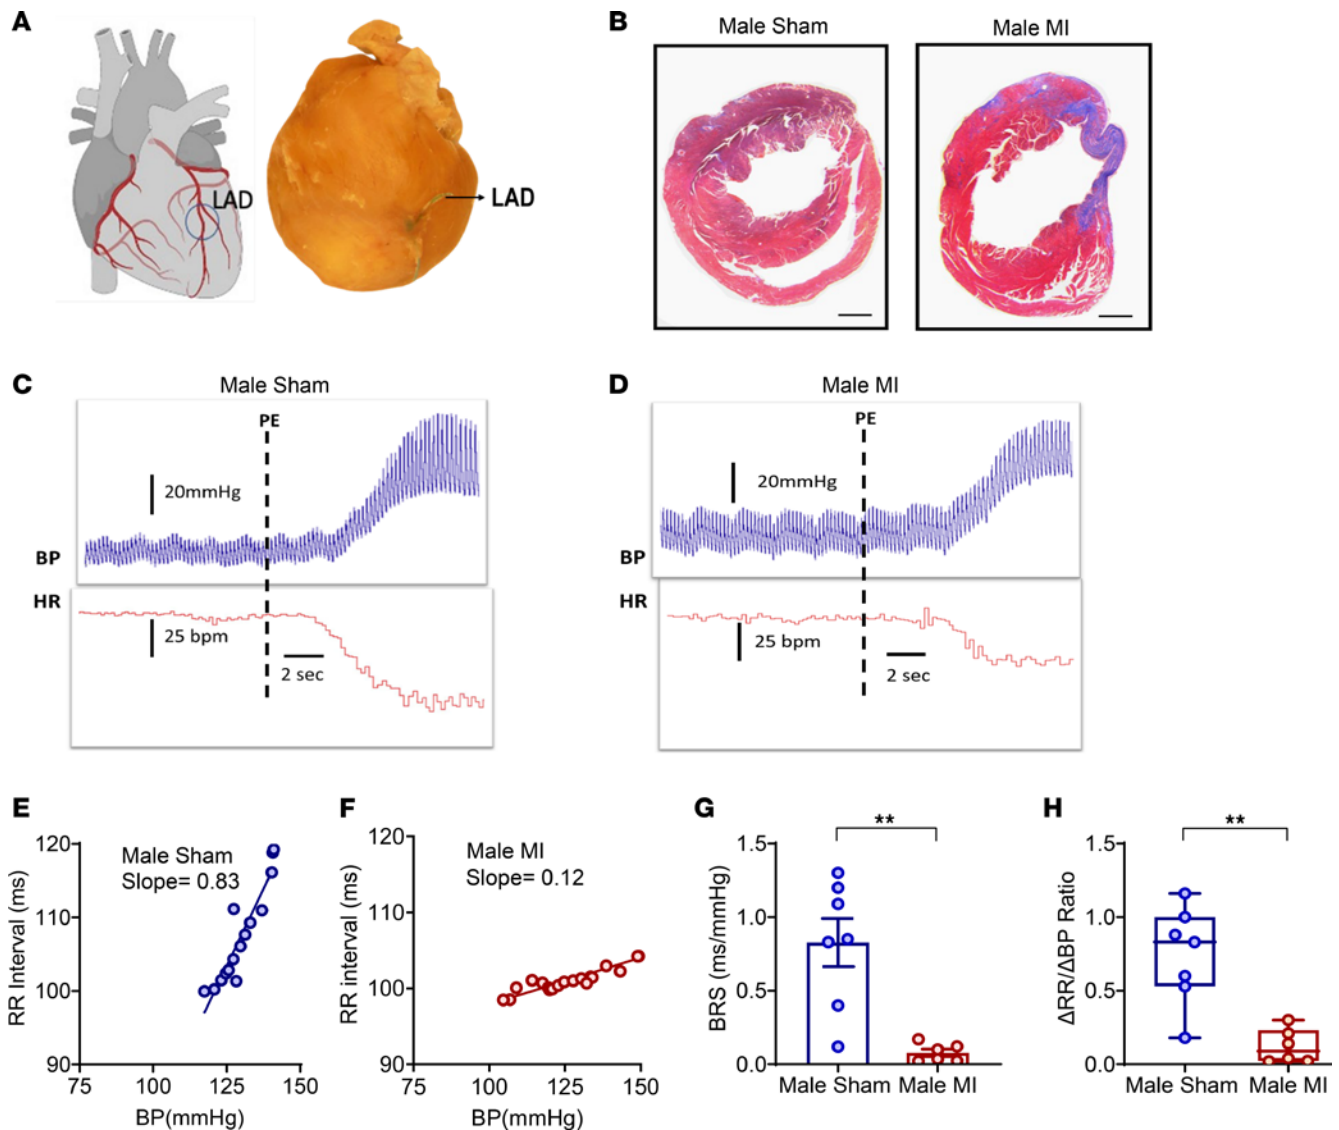 A
LAD
LAD
B
Male Sham
Male MI
C
Male Sham
PE
20mmHg
BP
HR
25 bpm
2 sec
D
Male MI
PE
20mmHg
BP
HR
25 bpm
2 sec
E
120
110
100
90
RR Interval (ms)
Male Sham
Slope= 0.83
75
100
125
150
BP(mmHg)
F
120
110
100
90
RR interval (ms)
Male MI
Slope= 0.12
75
100
125
150
BP(mmHg)
G
**
1.5
1.0
0.5
0.0
BRS (ms/mmHg)
Male Sham
Male MI
H
**
1.5
1.0
0.5
0.0
ΔRR/ΔBP Ratio
Male Sham
Male MI